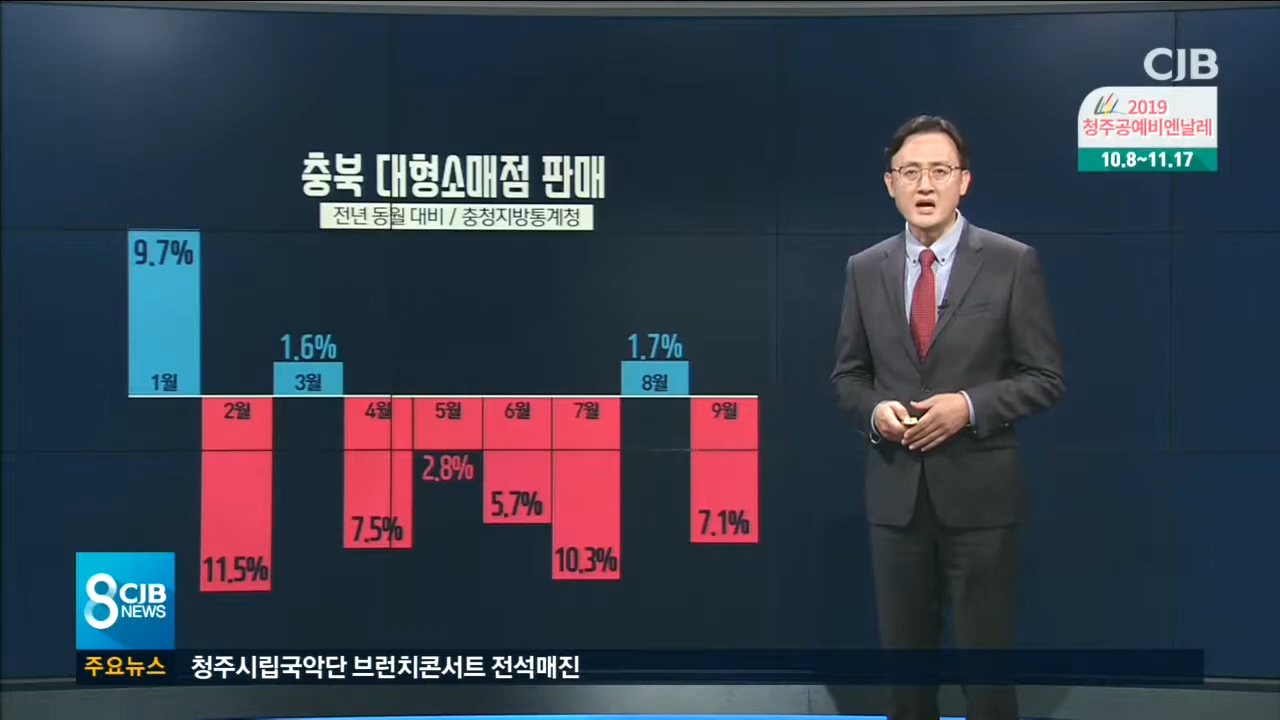 CJB
2019
청주공예비엔날레
10.8~11.17
충북 대형소매점 판매
전년 동월 대비 / 충청지방통계청
9.7%
1월
2월
11.5%
1.6%
3월
4월
7.5%
5월
2.8%
6월
5.7%
7월
10.3%
1.7%
8월
9월
7.1%
8 CJB
NEWS
주요뉴스 청주시립국악단 브런치콘서트 전석매진